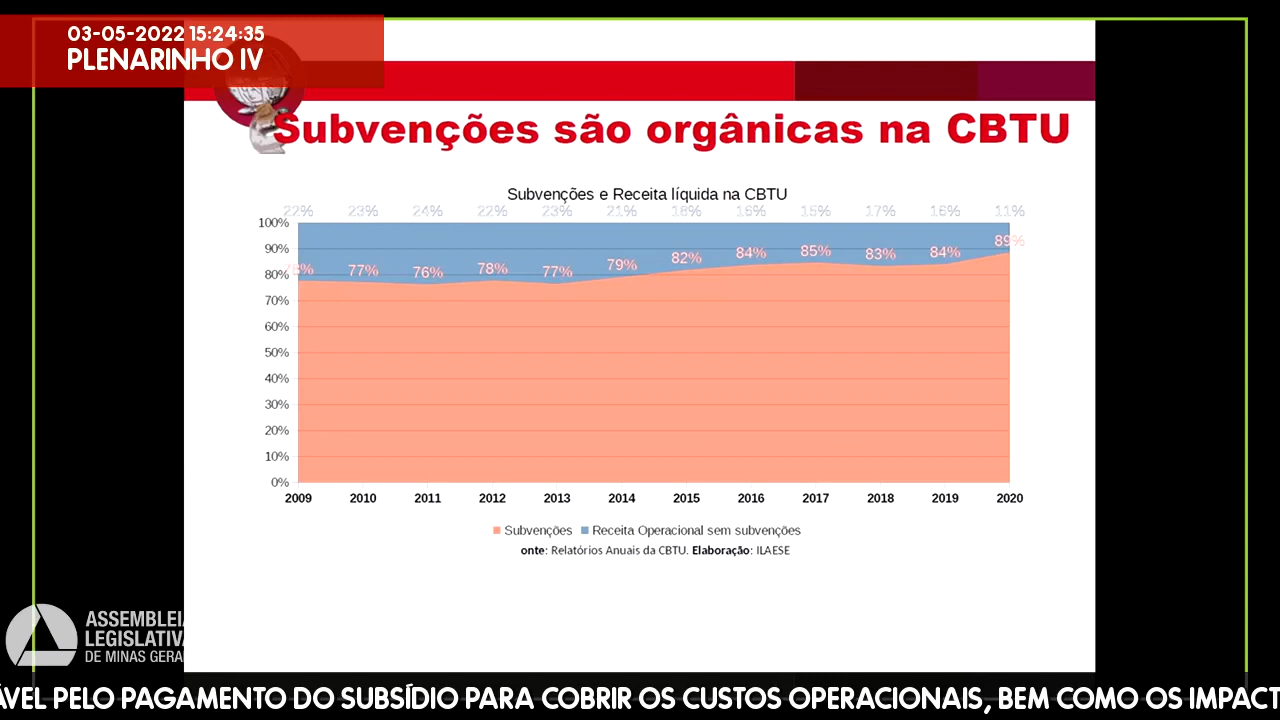 03-05-2022 15:24:35
PLENARINHO IV
Subvenções são orgânicas na CBTU
Subvenções e Receita líquida na CBTU
22% 23% 24% 22% 23% 21% 18% 16% 15% 17% 16% 11%
100%
90%
80%
70%
60%
50%
40%
30%
20%
10%
0%
78% 77% 76% 78% 77% 79% 82% 84% 85% 83% 84% 89%
2009 2010 2011 2012 2013 2014 2015 2016 2017 2018 2019 2020
Subvenções Receita Operacional sem subvenções
onte: Relatórios Anuais da CBTU. Elaboração: ILAESE
ASSEMBLEIA
LEGISLATIVA
DE MINAS GERAI
ÁVEL PELO PAGAMENTO DO SUBSÍDIO PARA COBRIR OS CUSTOS OPERACIONAIS, BEM COMO OS IMPACT